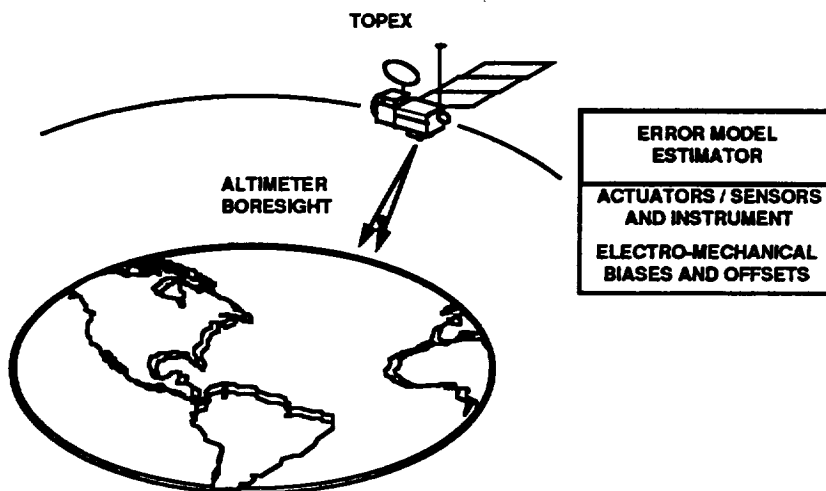 TOPEX
ALTIMETER
BORESIGHT
ERROR MODEL
ESTIMATOR
ACTUATORS / SENSORS
AND INSTRUMENT
ELECTRO-MECHANICAL
BIASES AND OFFSETS